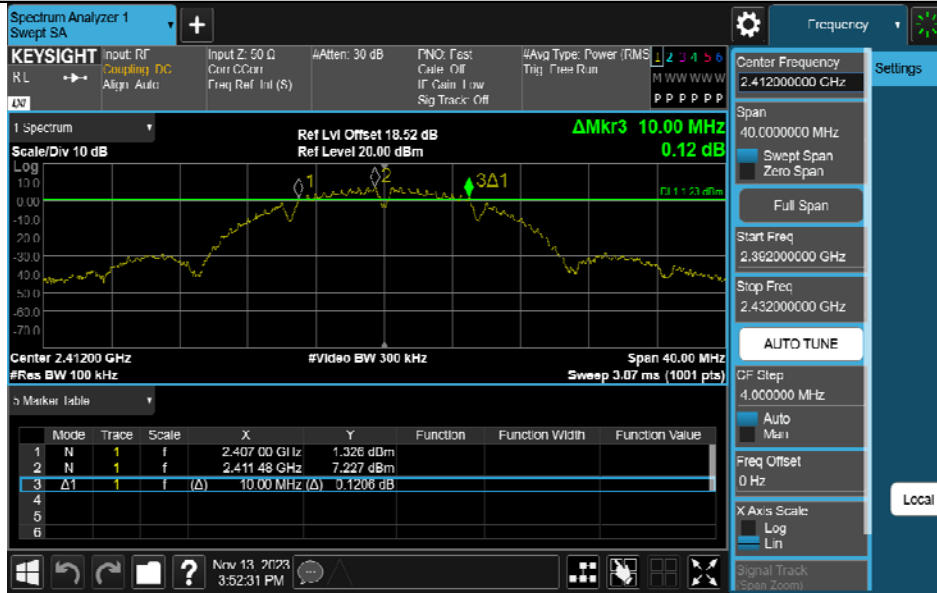 Spectrum Analyzer 1
Swept SA
+
Frequency
KEYSIGHT
RL
LXI
Input: RF
Coupling: DC
Align: Auto
Input Z: 50 Ω
Corr CCorr
Freq Ref: Int (S)
#Atten: 30 dB
PNO: Fast
Gate: Off
IF Gain: Low
Sig Track: Off
#Avg Type: Power (RMS
Trig: Free Run
1 2 3 4 5 6
M W W W W W
P P P P P P
1 Spectrum
Scale/Div 10 dB
Ref Lvl Offset 18.52 dB
Ref Level 20.00 dBm
ΔMkr3 10.00 MHz
0.12 dB
Log
10.0
0.00
-10.0
-20.0
-30.0
-40.0
-50.0
-60.0
-70.0
1
2
3Δ1
DL1 1.23 dBm
Center 2.41200 GHz
#Res BW 100 kHz
#Video BW 300 kHz
Span 40.00 MHz
Sweep 3.87 ms (1001 pts)
5 Marker Table
Mode Trace Scale X Y Function Function Width Function Value
1 N 1 f 2.407 00 GHz 1.326 dBm
2 N 1 f 2.411 48 GHz 7.227 dBm
3 Δ1 1 f (Δ) 10.00 MHz (Δ) 0.1206 dB
4
5
6
?
Nov 13, 2023
3:52:31 PM
Center Frequency
2.412000000 GHz
Settings
Span
40.0000000 MHz
Swept Span
Zero Span
Full Span
Start Freq
2.392000000 GHz
Stop Freq
2.432000000 GHz
AUTO TUNE
CF Step
4.000000 MHz
Auto
Man
Freq Offset
0 Hz
Local
X Axis Scale
Log
Lin
Signal Track
(Span Zoom)